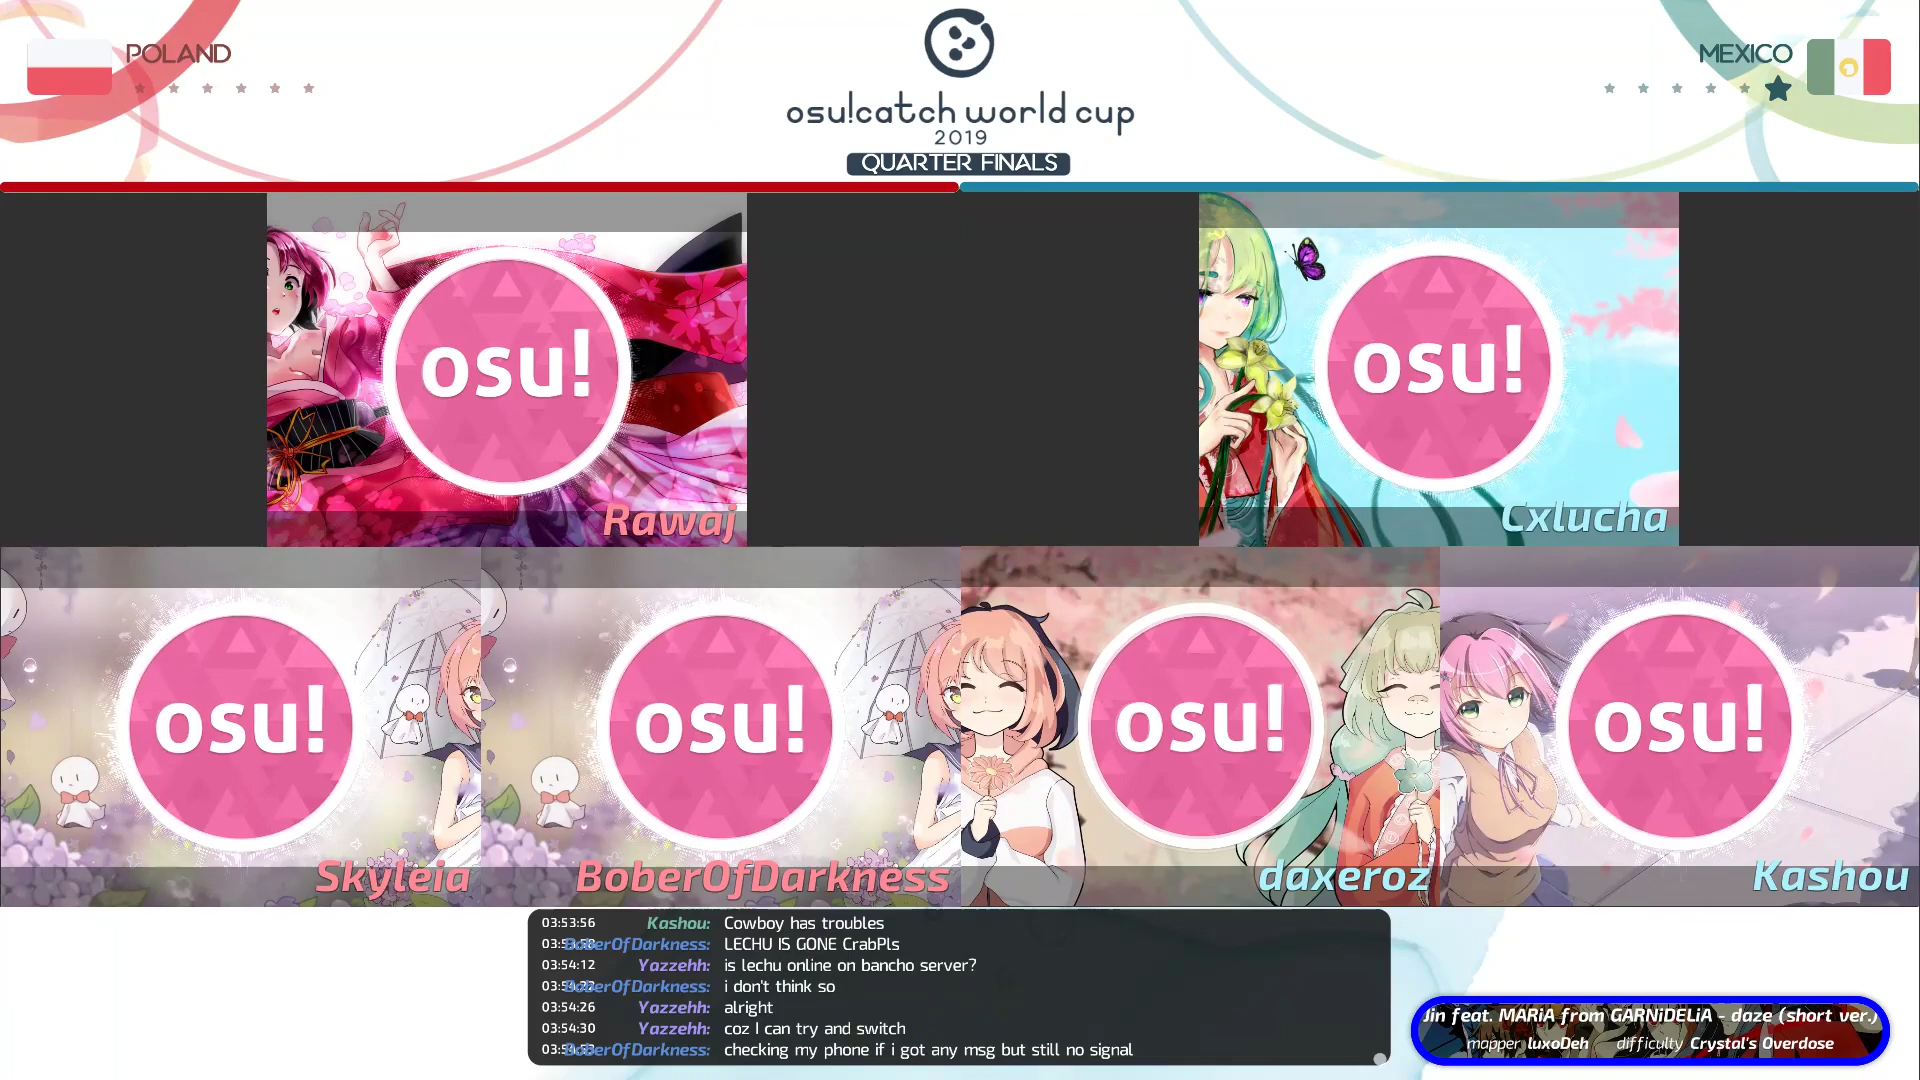 POLAND
MEXICO
osu!catch world cup
2019
QUARTER FINALS
osu!
Rawaj
osu!
Cxlucha
osu!
Skyleia
osu!
BoberOfDarkness
osu!
daxeroz
osu!
Kashou
03:53:56 Kashou: Cowboy has troubles
BoberOfDarkness: LECHU IS GONE CrabPls
03:54:12 Yazzehh: is lechu online on bancho server?
BoberOfDarkness: i don't think so
03:54:26 Yazzehh: alright
03:54:30 Yazzehh: coz I can try and switch
BoberOfDarkness: checking my phone if i got any msg but still no signal
Jin feat. MARiA from GARNiDELiA - daze (short ver.)
mapper luxoDeh difficulty Crystal's Overdose